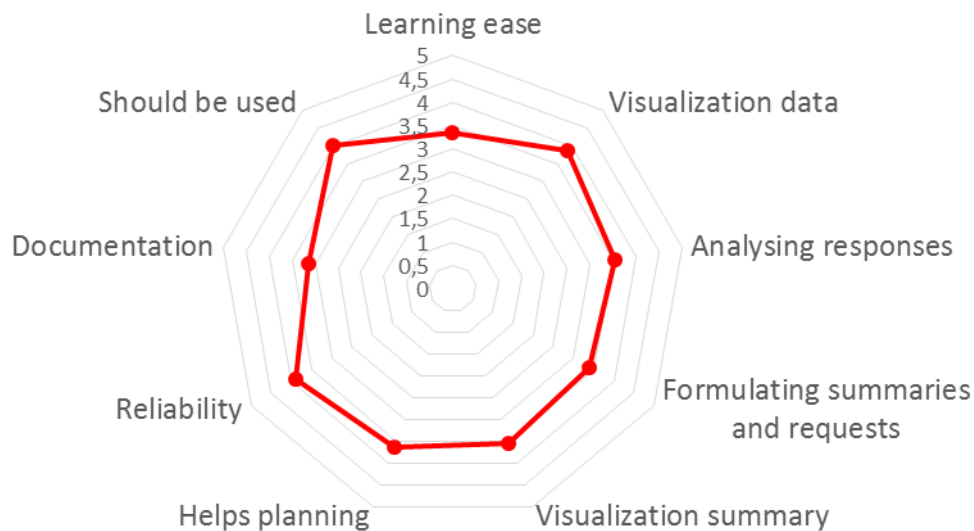 Learning ease
5
4,5
4
3,5
3
2,5
2
1,5
1
0,5
0
Visualization data
Analysing responses
Formulating summaries
and requests
Visualization summary
Helps planning
Reliability
Documentation
Should be used